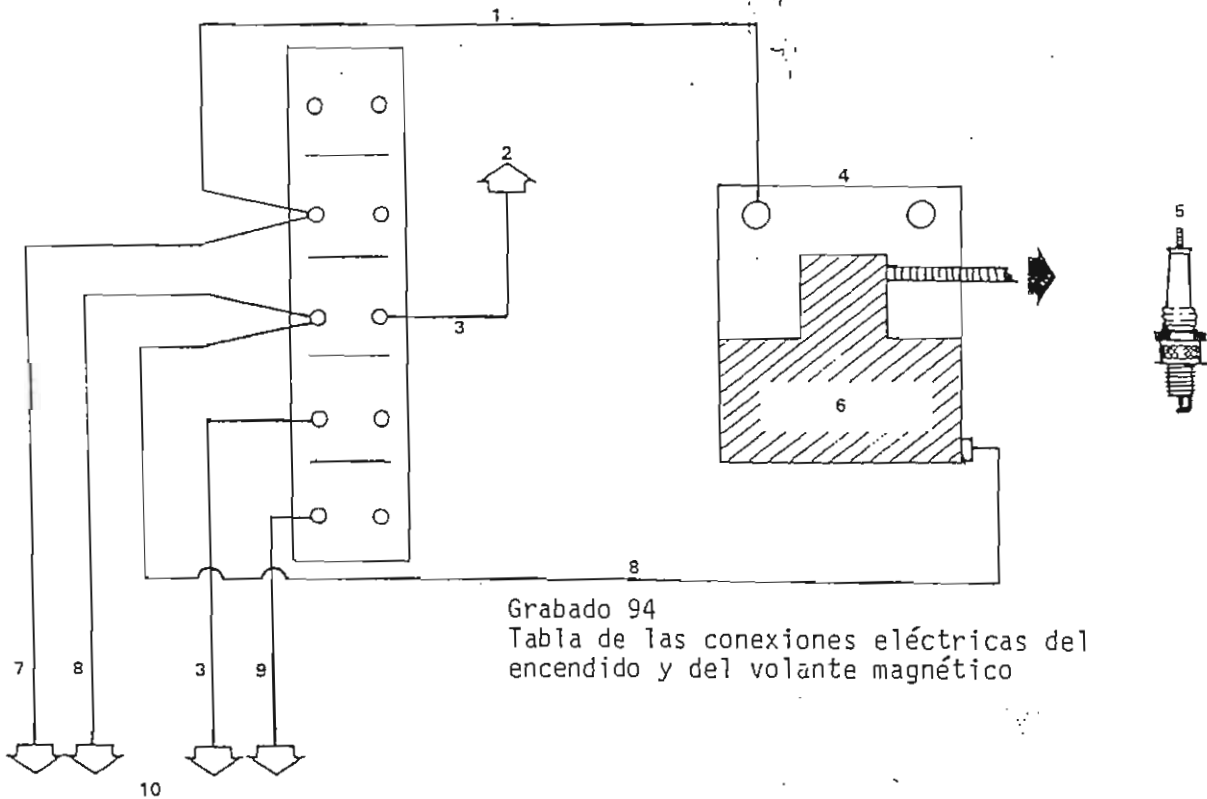 1
2
4
5
3
6
8
Grabado 94
Tabla de las conexiones eléctricas del
encendido y del volante magnético
7 8 3 9
10